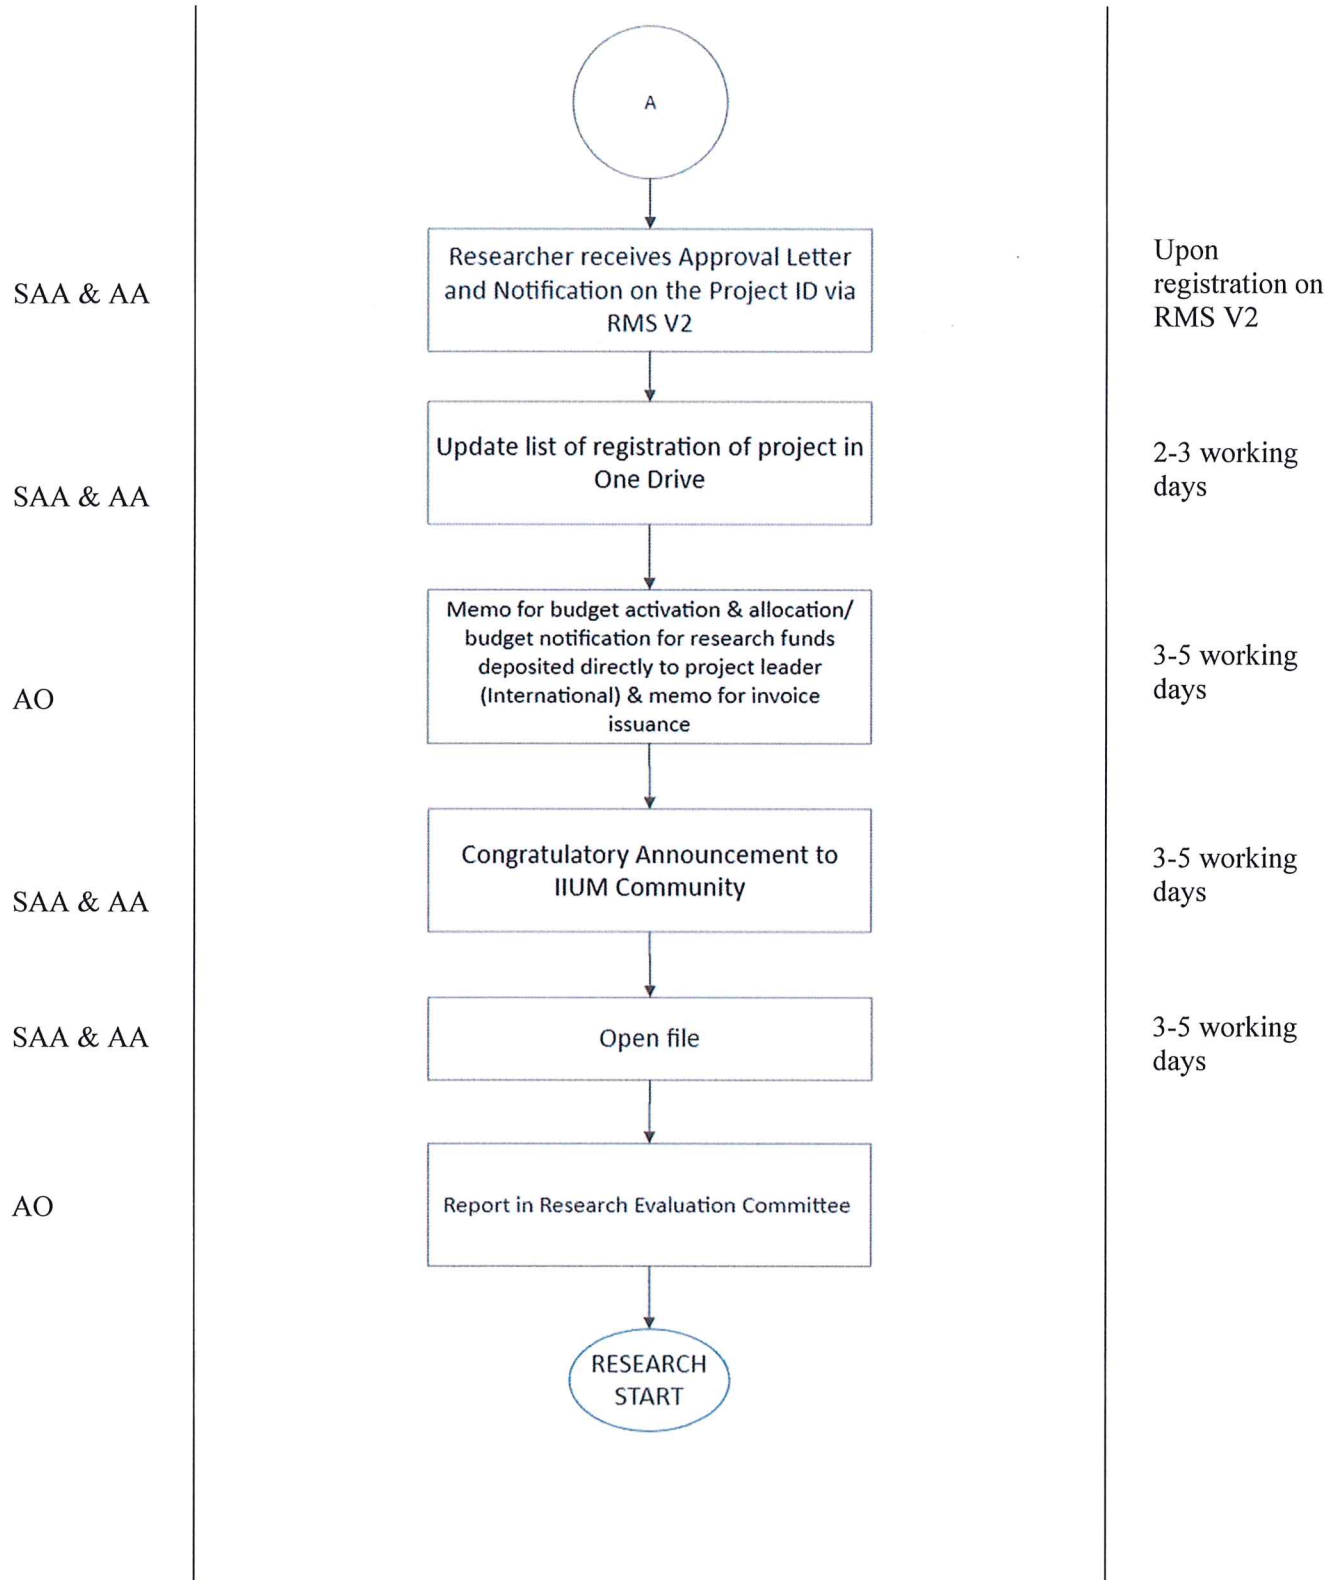 A
SAA & AA
Researcher receives Approval Letter
and Notification on the Project ID via
RMS V2
Upon
registration on
RMS V2
SAA & AA
Update list of registration of project in
One Drive
2-3 working
days
AO
Memo for budget activation & allocation/
budget notification for research funds
deposited directly to project leader
(International) & memo for invoice
issuance
3-5 working
days
SAA & AA
Congratulatory Announcement to
IIUM Community
3-5 working
days
SAA & AA
Open file
3-5 working
days
AO
Report in Research Evaluation Committee
RESEARCH
START